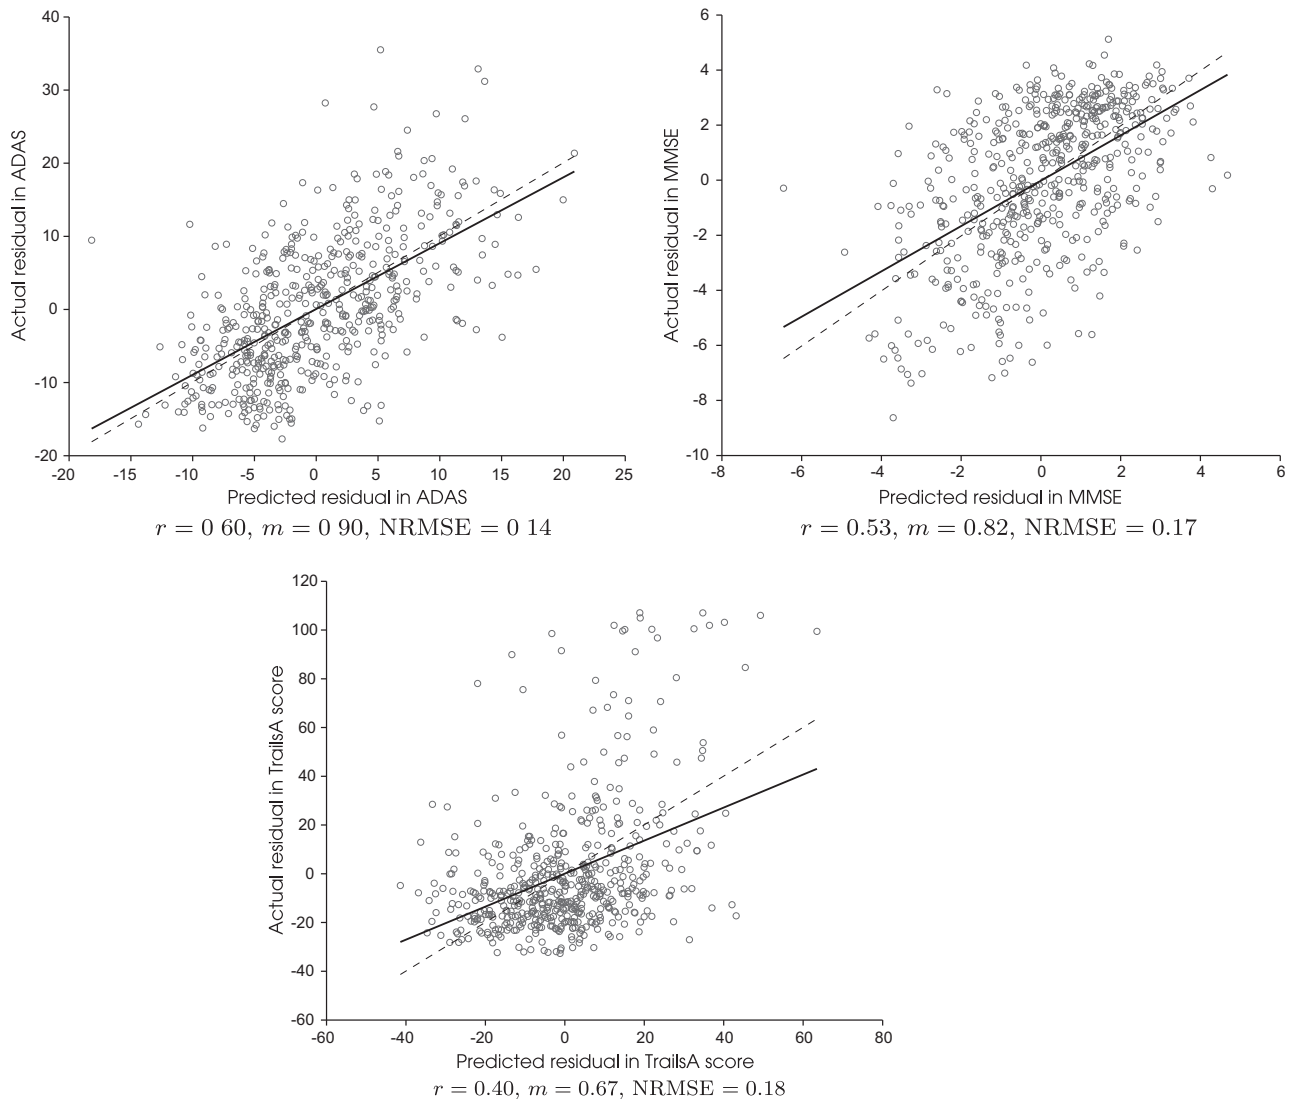 40
30
20
10
0
-10
-20
-20 -15 -10 -5 0 5 10 15 20 25
Actual residual in ADAS
Predicted residual in ADAS
r = 0 60, m = 0 90, NRMSE = 0 14
6
4
2
0
-2
-4
-6
-8
-10
-8 -6 -4 -2 0 2 4 6
Actual residual in MMSE
Predicted residual in MMSE
r = 0.53, m = 0.82, NRMSE = 0.17
120
100
80
60
40
20
0
-20
-40
-60
-60 -40 -20 0 20 40 60 80
Actual residual in TrailsA score
Predicted residual in TrailsA score
r = 0.40, m = 0.67, NRMSE = 0.18